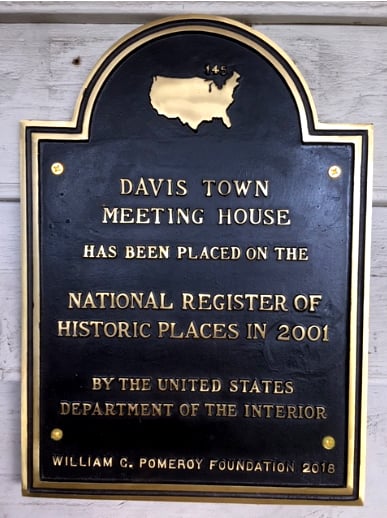 145
DAVIS TOWN
MEETING HOUSE
HAS BEEN PLACED ON THE
NATIONAL REGISTER OF
HISTORIC PLACES IN 2001
BY THE UNITED STATES
DEPARTMENT OF THE INTERIOR
WILLIAM G. POMEROY FOUNDATION 2018